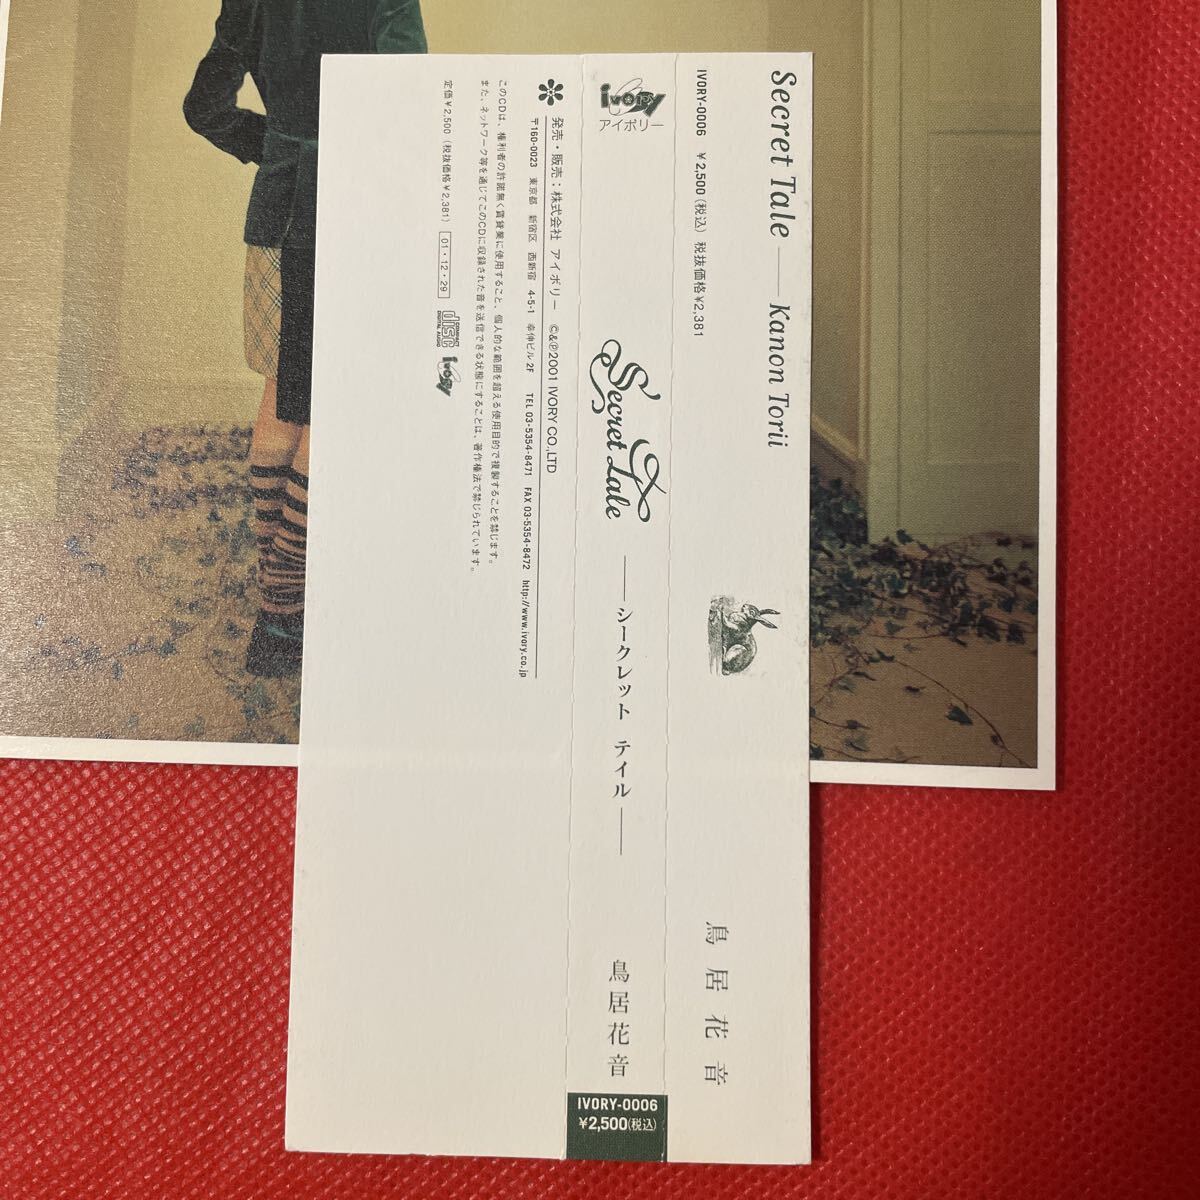 Secret Tale —— Kanon Torii
IVORY-0006 ￥2,500(税込) 税抜価格￥2,381
鳥居花音
アイボリー
Secret Tale
——シークレット テイル——
鳥居花音
IVORY-0006
￥2,500(税込)
発売・販売：株式会社 アイボリー ©&℗2001 IVORY CO.,LTD
〒160-0023 東京都 新宿区 西新宿 4-5-1 幸伸ビル 2F TEL 03-5354-8471 FAX 03-5354-8472 http://www.ivory.co.jp
このCDは、権利者の許諾無く賃貸業に使用すること、個人的な範囲を超える使用目的で複製することを禁じます。
また、ネットワーク等を通じてこのCDに収録された音を送信できる状態にすることは、著作権法で禁じられています。
定価￥2,500（税抜価格￥2,381） 01・12・29
COMPACT
disc
DIGITAL AUDIO
ivory